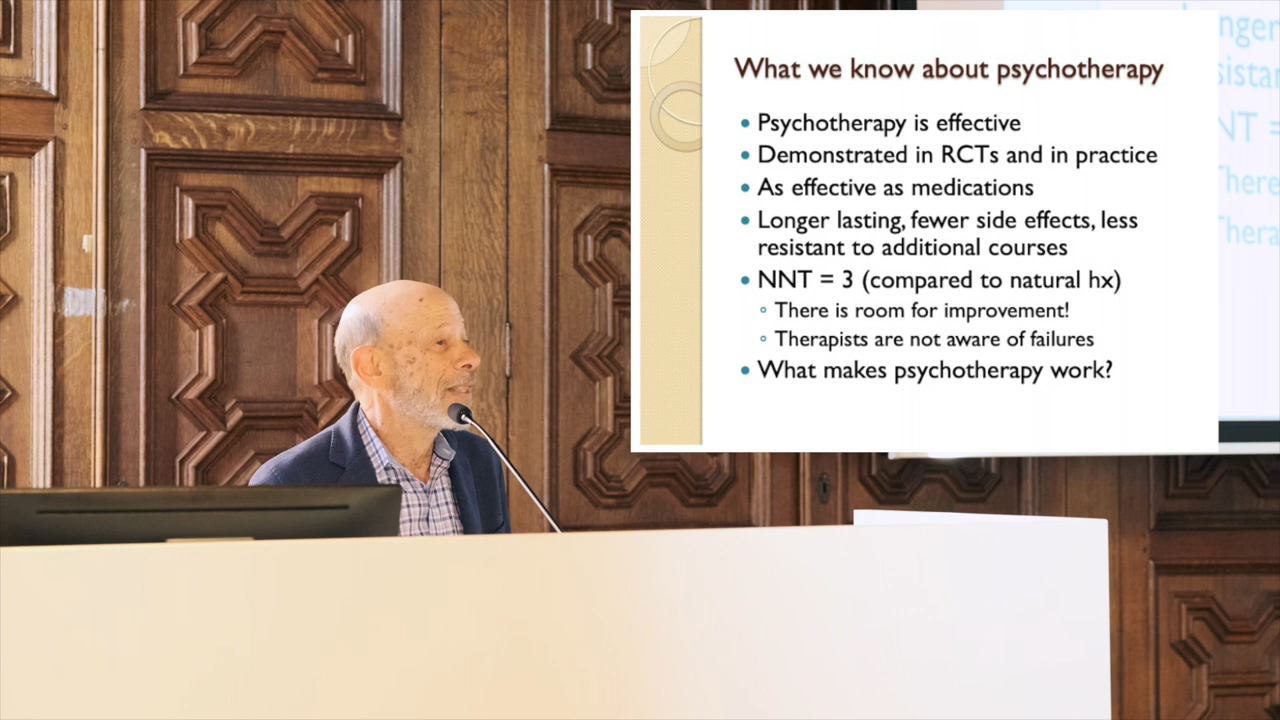 What we know about psychotherapy
• Psychotherapy is effective
• Demonstrated in RCTs and in practice
• As effective as medications
• Longer lasting, fewer side effects, less
resistant to additional courses
• NNT = 3 (compared to natural hx)
◦ There is room for improvement!
◦ Therapists are not aware of failures
• What makes psychotherapy work?